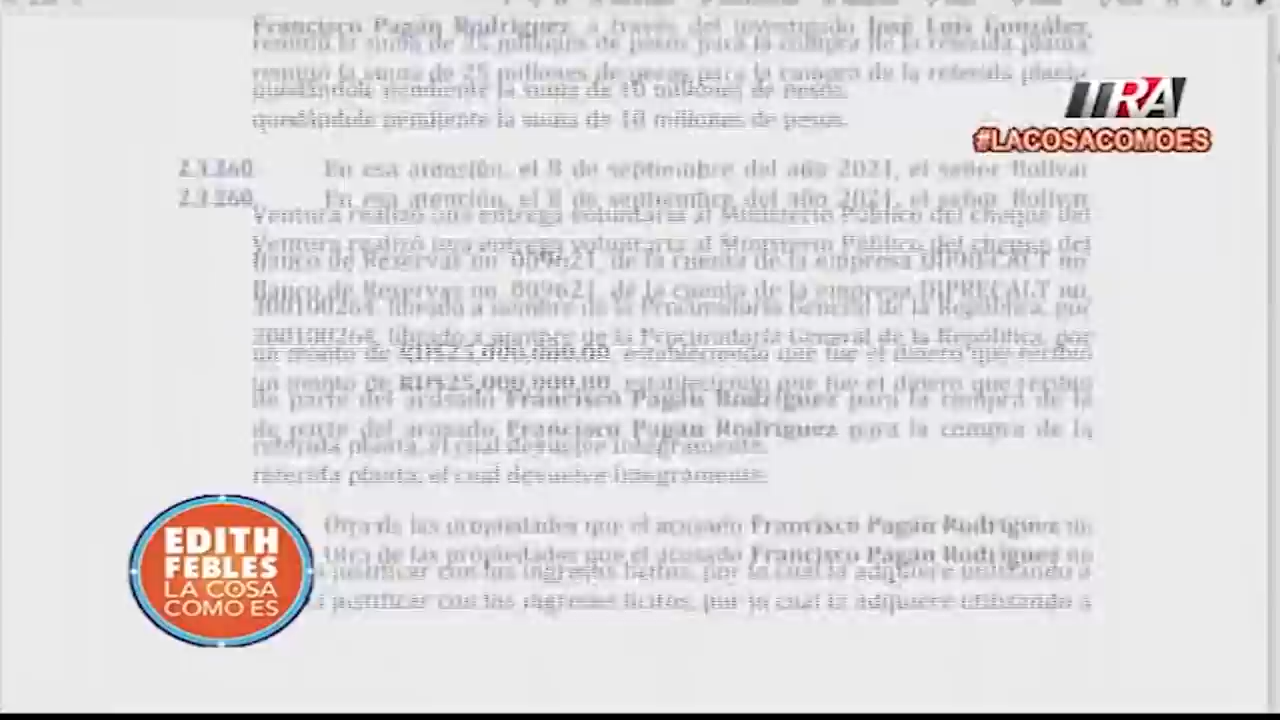 Francisco Pagán Rodríguez, a través del investigado José Luis González,
remitió la suma de 25 millones de pesos para la compra de la referida planta,
quedándole pendiente la suma de 10 millones de pesos.
TRA
#LACOSACOMOES
2.3.260. En esa atención, el 8 de septiembre del año 2021, el señor Bolívar
Ventura realizó una entrega voluntaria al Ministerio Público del cheque del
Banco de Reservas no. 009621, de la cuenta de la empresa DIPRECALT no.
librado a nombre de la Procuraduría General de la República, por
un monto de RD$25,000,000.00, estableciendo que fue el dinero que recibió
de parte del acusado Francisco Pagán Rodríguez para la compra de la
referida planta, el cual devuelve íntegramente.
Otra de las propiedades que el acusado Francisco Pagán Rodríguez no
justificar con los ingresos lícitos, por lo cual la adquiere utilizando a
EDITH
FEBLES
LA COSA
COMO ES